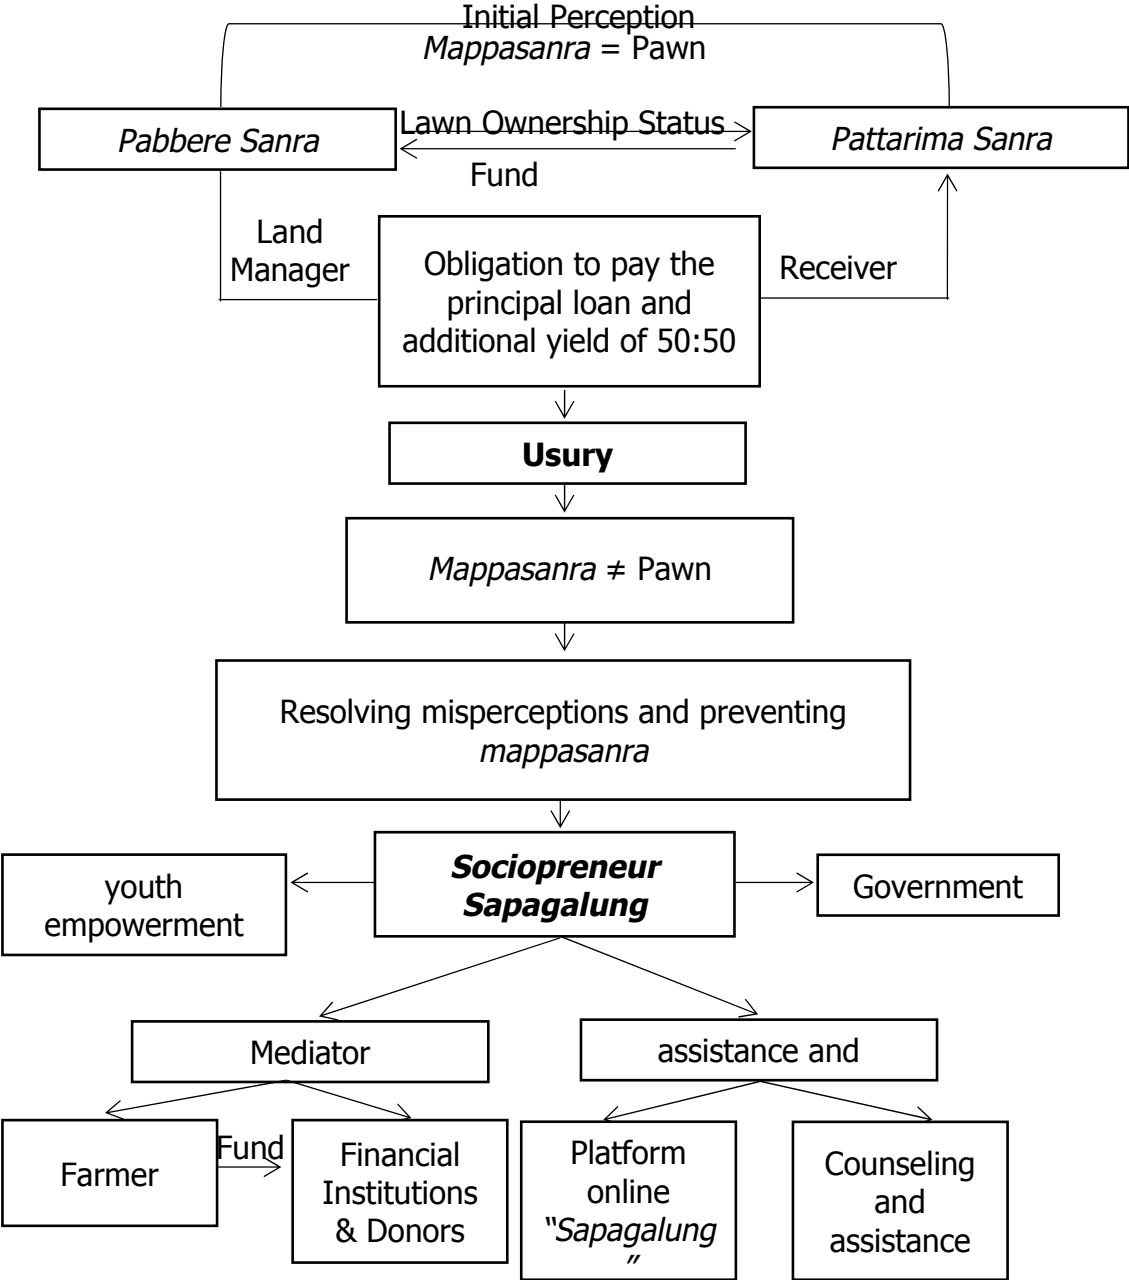 Initial Perception
Mappasanra = Pawn
Pabbere Sanra
Lawn Ownership Status
Fund
Pattarima Sanra
Land
Manager
Obligation to pay the
principal loan and
additional yield of 50:50
Receiver
Usury
Mappasanra ≠ Pawn
Resolving misperceptions and preventing
mappasanra
youth
empowerment
Sociopreneur
Sapagalung
Government
Mediator
assistance and
Farmer
Fund
Financial
Institutions
& Donors
Platform
online
“Sapagalung
”
Counseling
and
assistance